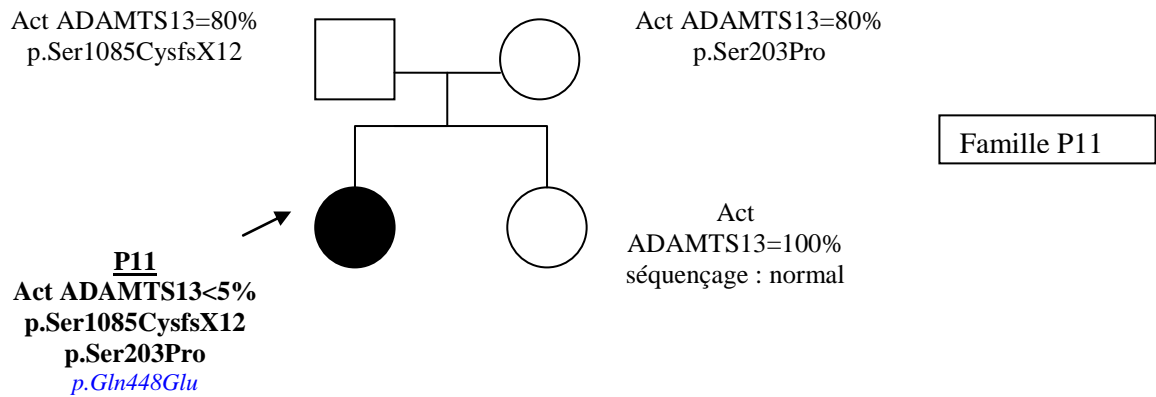 Act ADAMTS13=80%
p.Ser1085CysfsX12
Act ADAMTS13=80%
p.Ser203Pro
Famille P11
P11
Act ADAMTS13<5%
p.Ser1085CysfsX12
p.Ser203Pro
p.Gln448Glu
Act
ADAMTS13=100%
séquençage : normal